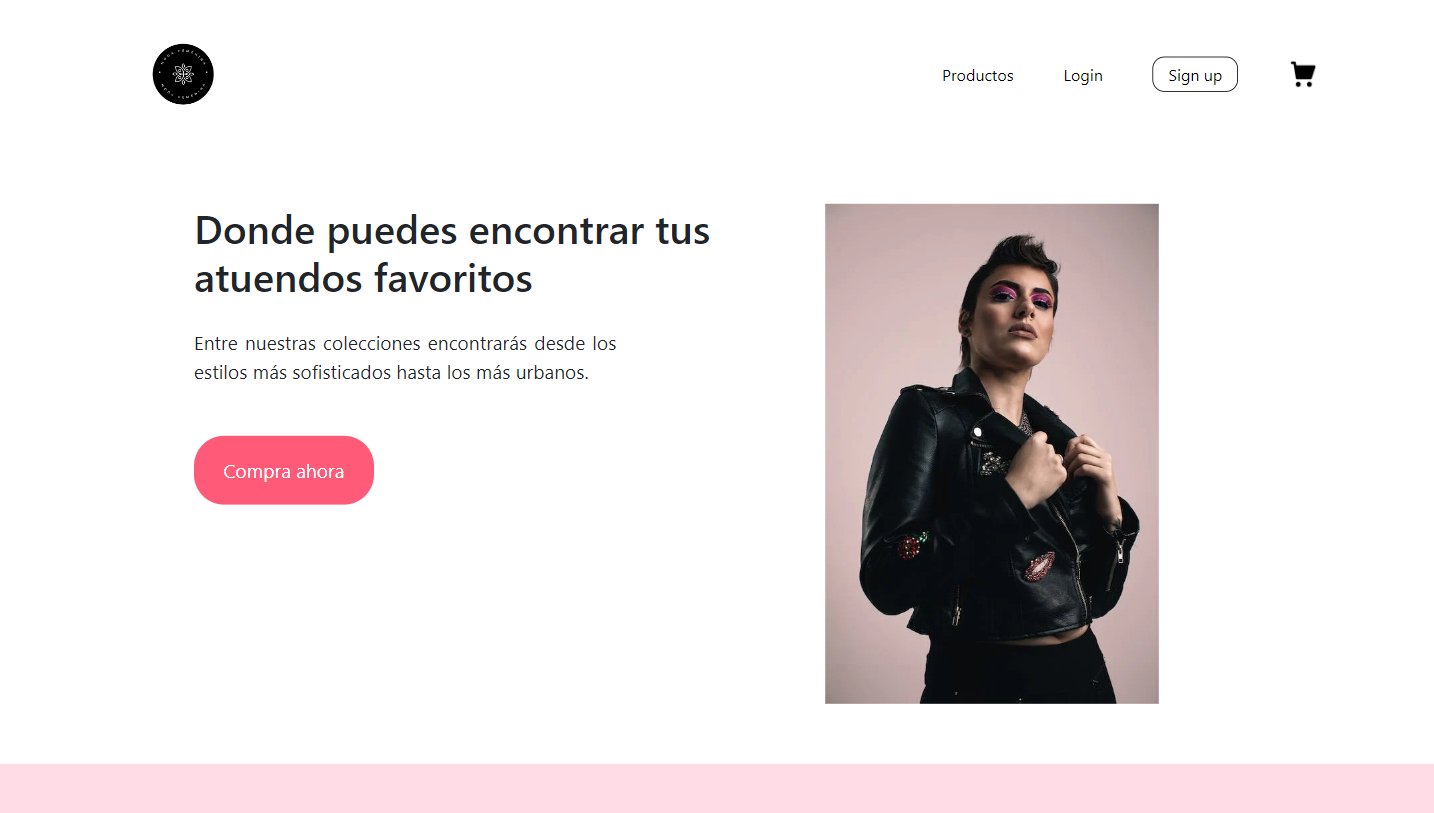 Productos
Login
Sign up
Donde puedes encontrar tus
atuendos favoritos
Entre nuestras colecciones encontrarás desde los
estilos más sofisticados hasta los más urbanos.
Compra ahora